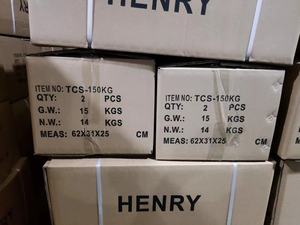 HENRY
ITEM NO: TCS-150KG
QTY: 2 PCS
G.W.: 15 KGS
N.W.: 14 KGS
MEAS: 62X31X25 CM
ITEM NO: TCS-150KG
QTY: 2 PCS
G.W.: 15 KGS
N.W.: 14 KGS
MEAS: 62X31X25 CM
HENRY